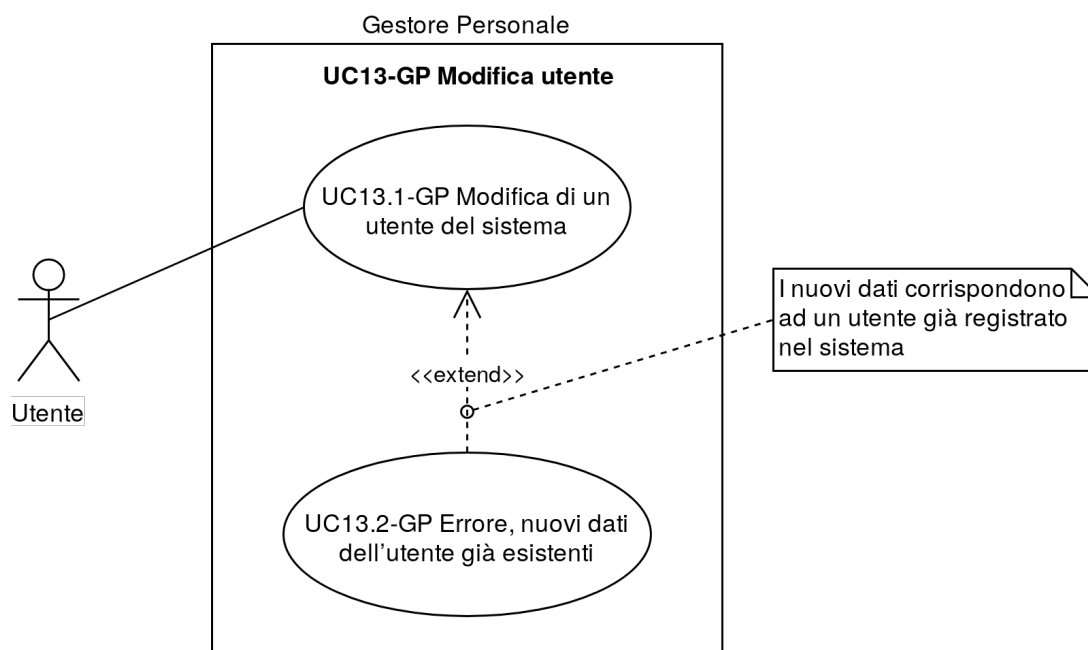 Gestore Personale
UC13-GP Modifica utente
UC13.1-GP Modifica di un
utente del sistema
I nuovi dati corrispondono
ad un utente già registrato
nel sistema
<<extend>>
Utente
UC13.2-GP Errore, nuovi dati
dell'utente già esistenti